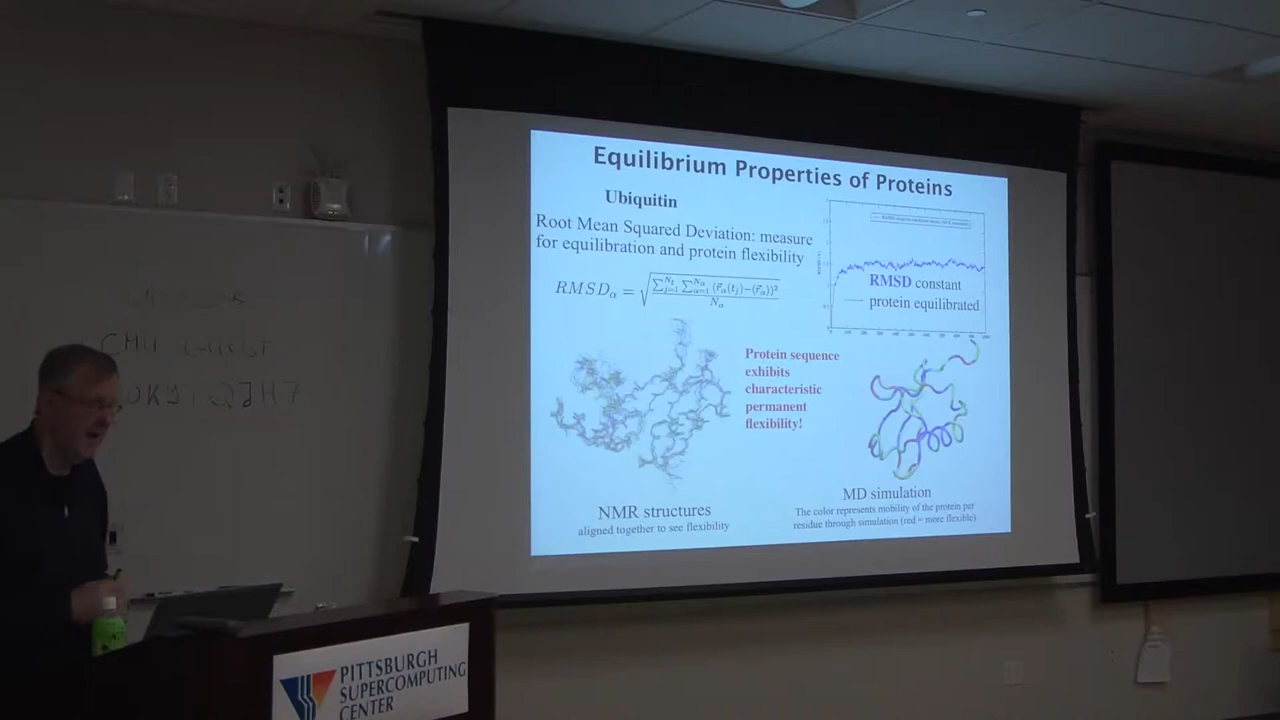 Equilibrium Properties of Proteins
Ubiquitin
Root Mean Squared Deviation: measure
for equilibration and protein flexibility
RMSD constant
protein equilibrated
Protein sequence
exhibits
characteristic
permanent
flexibility!
NMR structures
aligned together to see flexibility
MD simulation
The color represents mobility of the protein per
residue through simulation (red = more flexible)
CMU
PITTSBURGH
SUPERCOMPUTING
CENTER